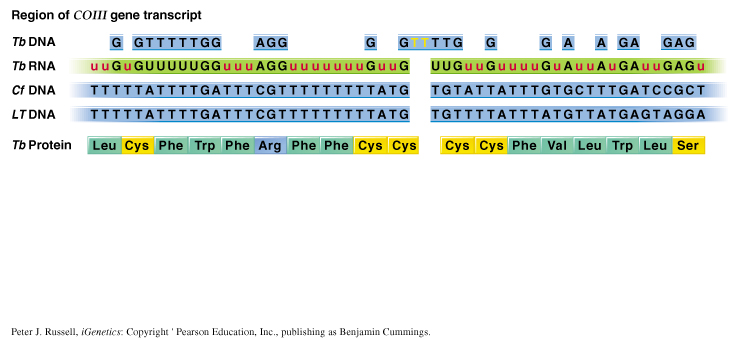 Region of COIII gene transcript
Tb DNA G GTTTTTGG AGG G GTTTTG G G A A GA GAG
Tb RNA uuGuGUUUUUGGuuuAGGuuuuuuuGuuG UUGuuGuuuuGuAuuAuGAuuGAGu
Cf DNA TTTTTATTTTGATTTCGTTTTTTTTTATG TGTATTATTTGTGCTTTGATCCGCT
LT DNA TTTTTATTTTGATTTCGTTTTTTTTTATG TGTTTTATTTATGTTATGAGTAGGA
Tb Protein Leu Cys Phe Trp Phe Arg Phe Phe Cys Cys Cys Cys Phe Val Leu Trp Leu Ser
Peter J. Russell, iGenetics: Copyright ' Pearson Education, Inc., publishing as Benjamin Cummings.